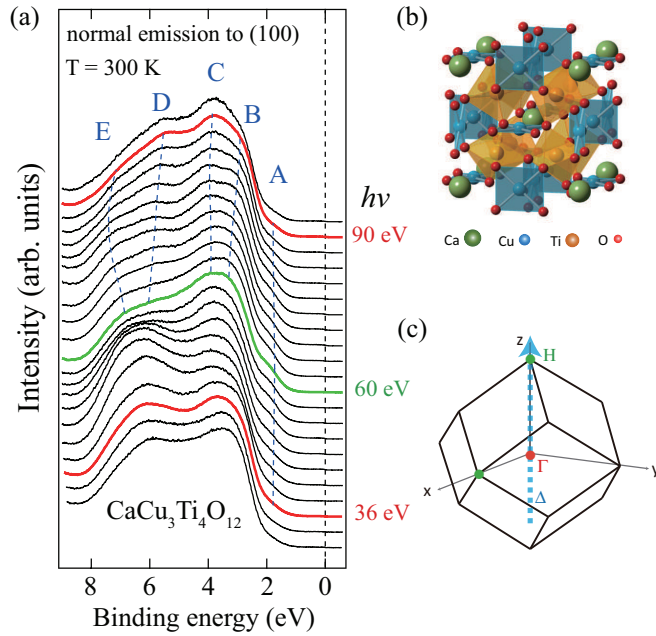 (a)
normal emission to (100)
T = 300 K
C
D
B
E
A
hν
90 eV
60 eV
36 eV
CaCu3Ti4O12
Intensity (arb. units)
8 6 4 2 0
Binding energy (eV)
(b)
Ca Cu Ti O
(c)
z
H
Γ
x
y
Δ